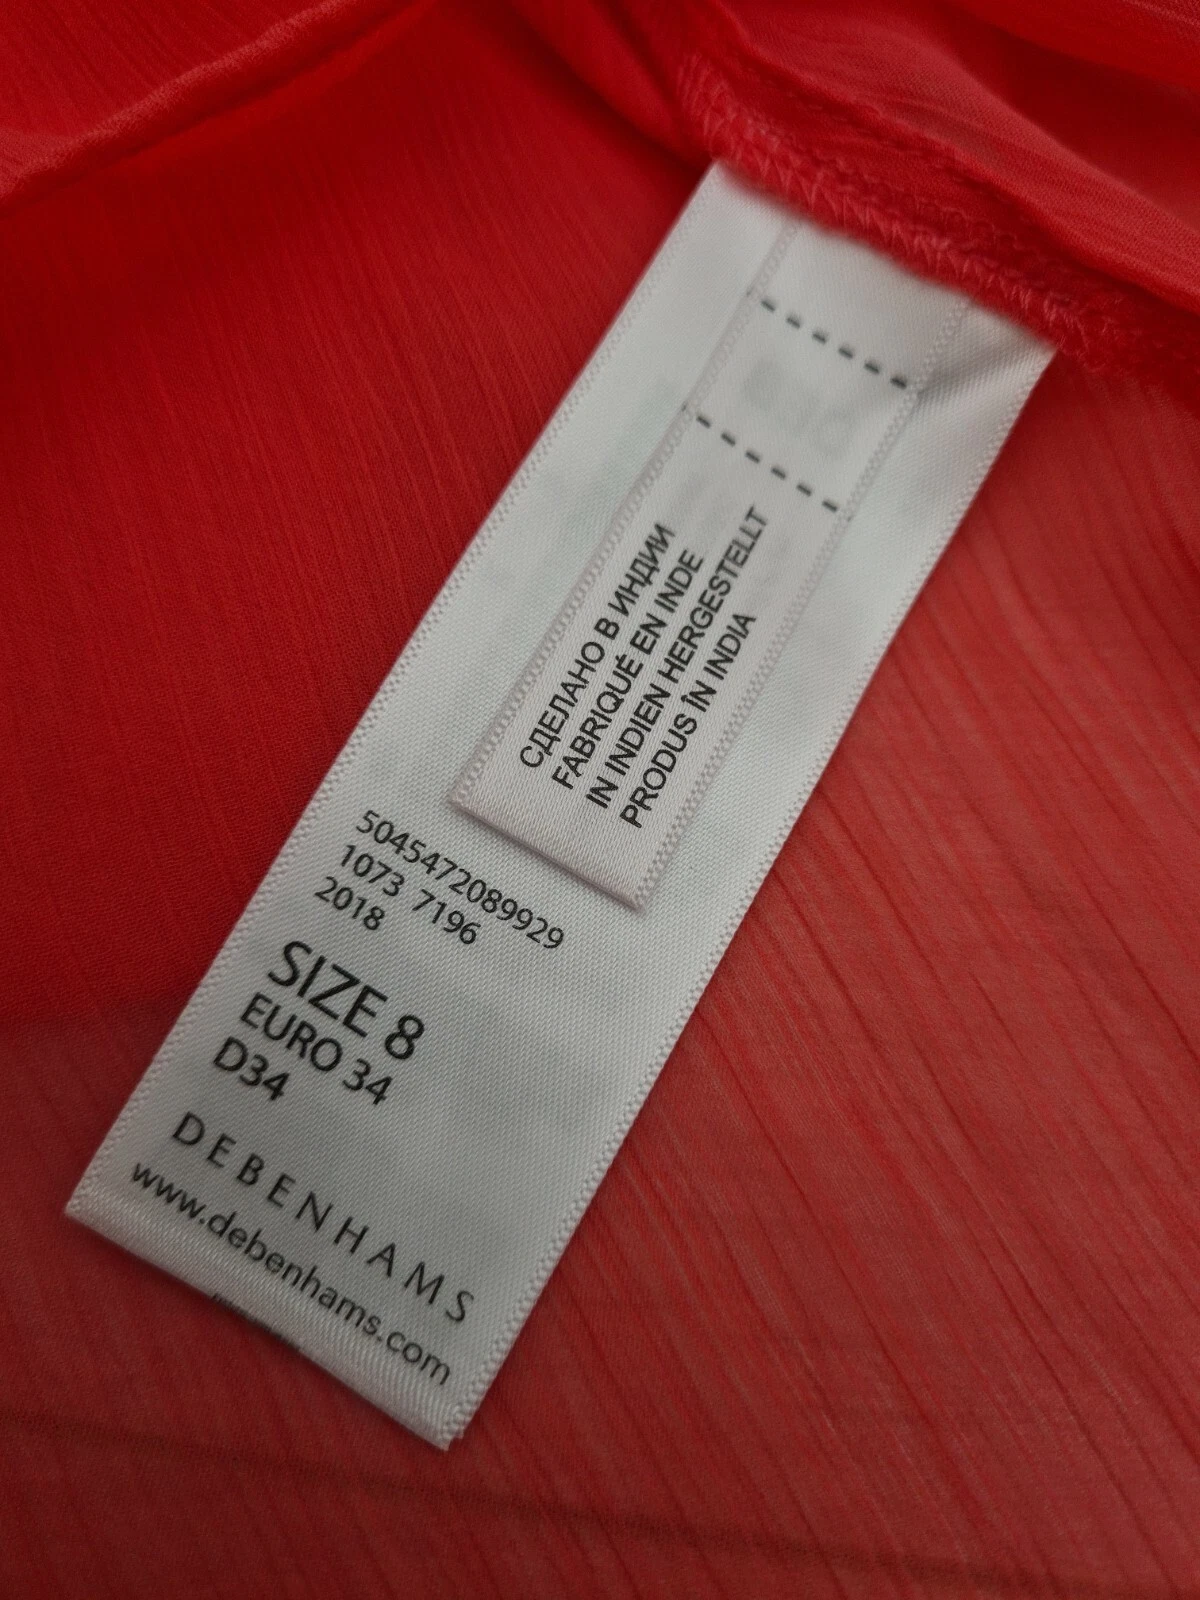 СДЕЛАНО В ИНДИИ
FABRIQUÉ EN INDE
IN INDIEN HERGESTELLT
PRODUS ÎN INDIA
5045472089929
1073 7196
2018
SIZE 8
EURO 34
D34
DEBENHAMS
www.debenhams.com